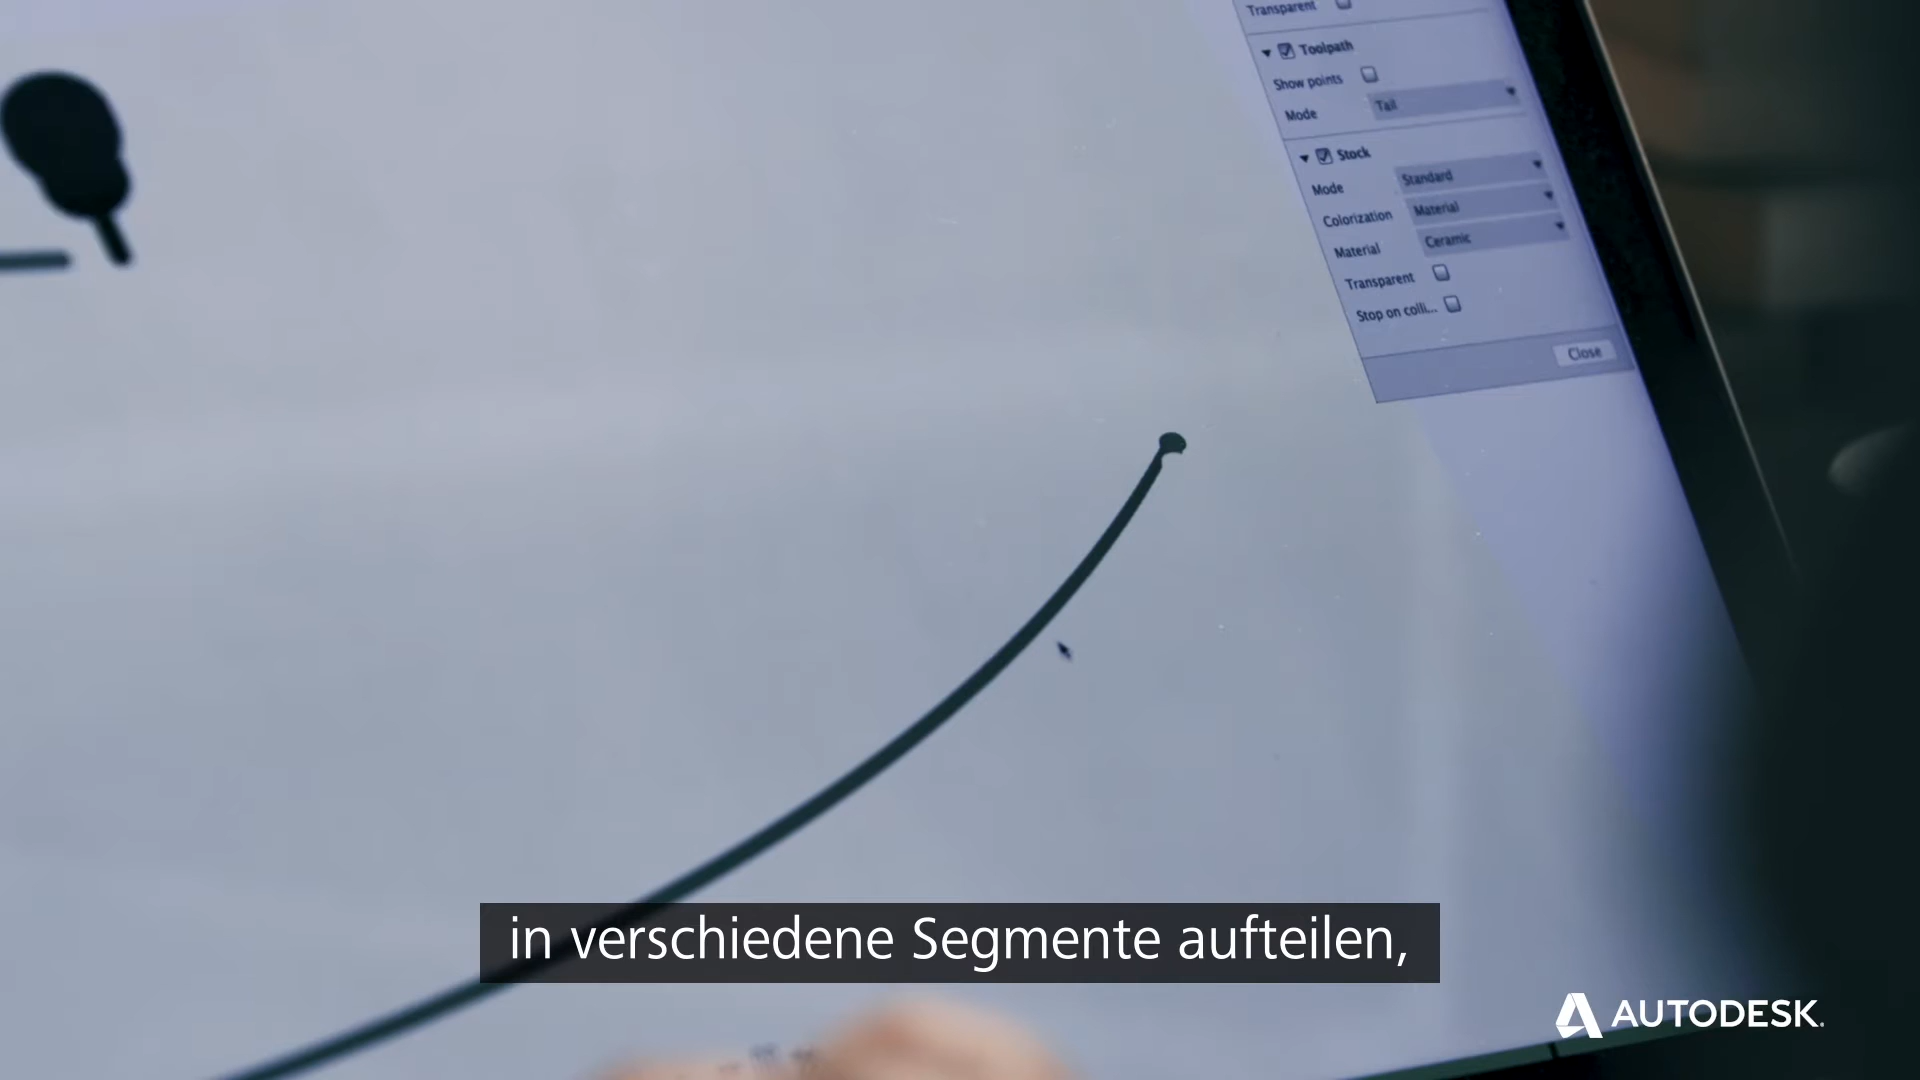 Transparent
Toolpath
Show points
Mode Tail
Stock
Mode Standard
Colorization Material
Material Ceramic
Transparent
Stop on colli...
Close
in verschiedene Segmente aufteilen,
AUTODESK.